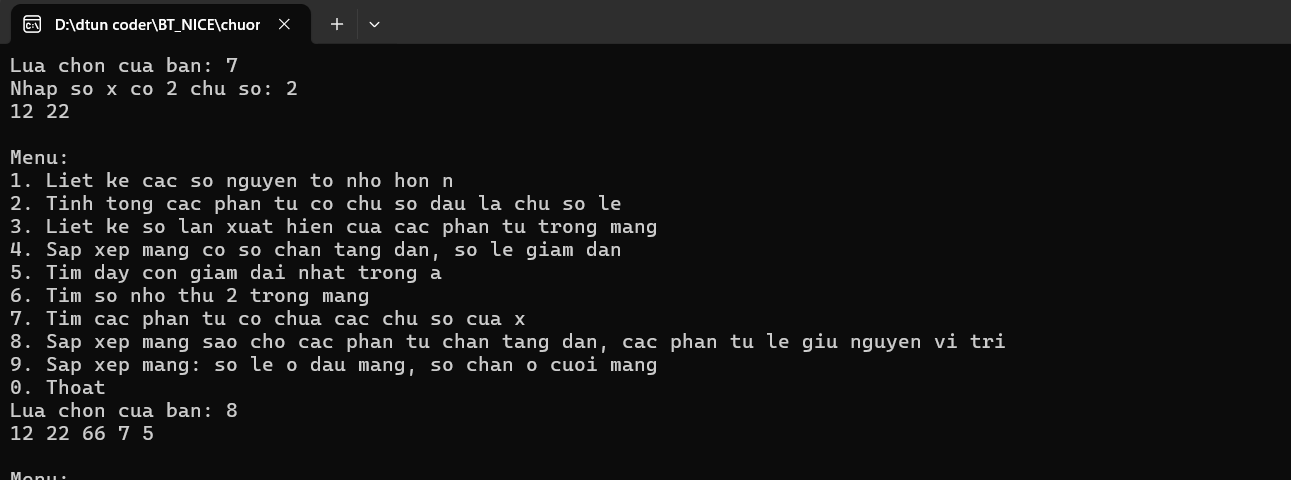 D:\dtun coder\BT_NICE\chuor
Lua chon cua ban: 7
Nhap so x co 2 chu so: 2
12 22
Menu:
1. Liet ke cac so nguyen to nho hon n
2. Tinh tong cac phan tu co chu so dau la chu so le
3. Liet ke so lan xuat hien cua cac phan tu trong mang
4. Sap xep mang co so chan tang dan, so le giam dan
5. Tim day con giam dai nhat trong a
6. Tim so nho thu 2 trong mang
7. Tim cac phan tu co chua cac chu so cua x
8. Sap xep mang sao cho cac phan tu chan tang dan, cac phan tu le giu nguyen vi tri
9. Sap xep mang: so le o dau mang, so chan o cuoi mang
0. Thoat
Lua chon cua ban: 8
12 22 66 7 5
Menu: